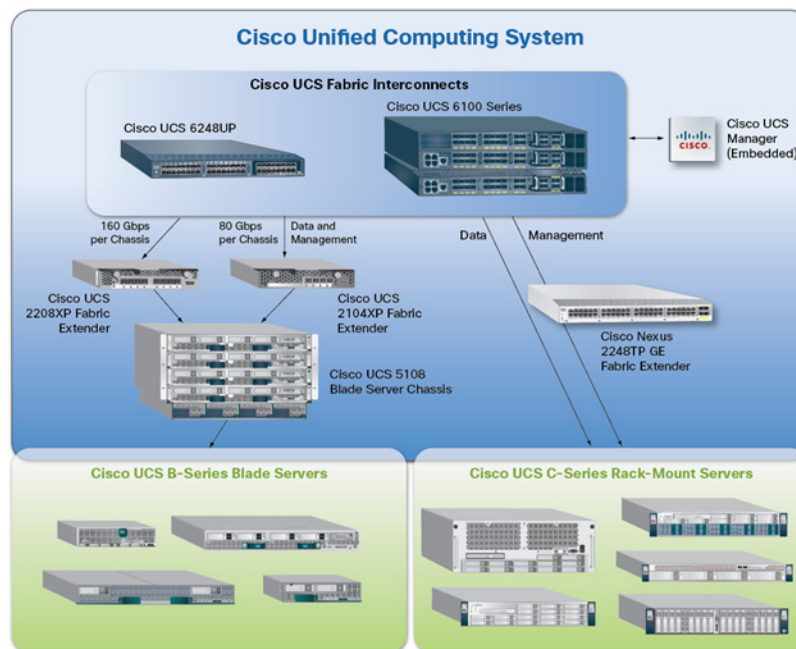 Cisco Unified Computing System
Cisco UCS Fabric Interconnects
Cisco UCS 6248UP
Cisco UCS 6100 Series
Cisco UCS
Manager
(Embedded)
CISCO.
160 Gbps
per Chassis
80 Gbps
per Chassis
Data and
Management
Data
Management
Cisco UCS
2208XP Fabric
Extender
Cisco UCS
2104XP Fabric
Extender
Cisco Nexus
2248TP GE
Fabric Extender
Cisco UCS 5108
Blade Server Chassis
Cisco UCS B-Series Blade Servers
Cisco UCS C-Series Rack-Mount Servers